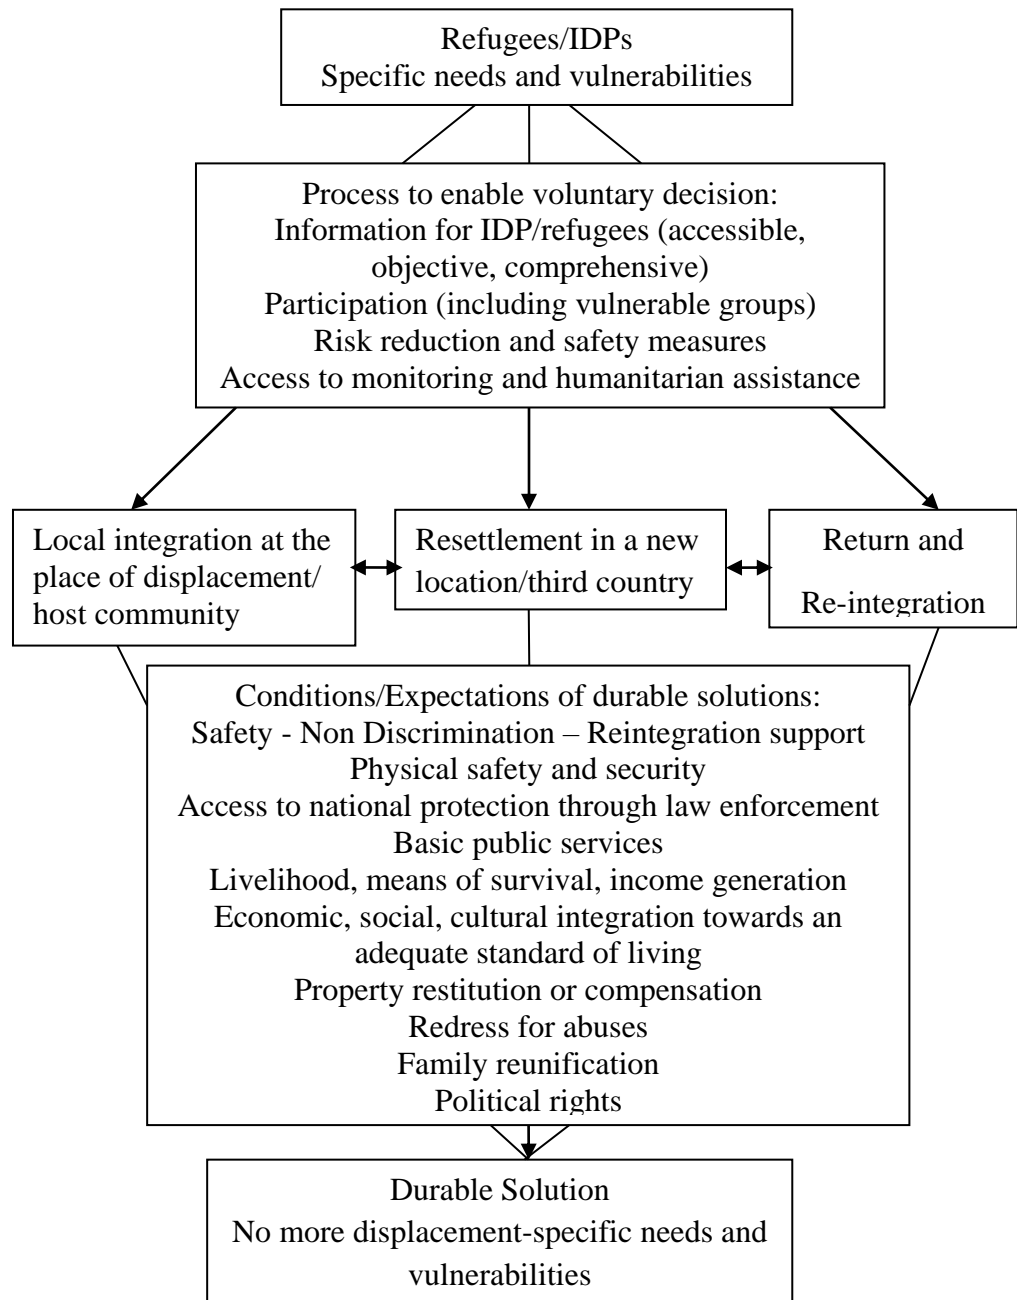 Refugees/IDPs
Specific needs and vulnerabilities
Process to enable voluntary decision:
Information for IDP/refugees (accessible,
objective, comprehensive)
Participation (including vulnerable groups)
Risk reduction and safety measures
Access to monitoring and humanitarian assistance
Local integration at the
place of displacement/
host community
Resettlement in a new
location/third country
Return and
Re-integration
Conditions/Expectations of durable solutions:
Safety - Non Discrimination – Reintegration support
Physical safety and security
Access to national protection through law enforcement
Basic public services
Livelihood, means of survival, income generation
Economic, social, cultural integration towards an
adequate standard of living
Property restitution or compensation
Redress for abuses
Family reunification
Political rights
Durable Solution
No more displacement-specific needs and
vulnerabilities